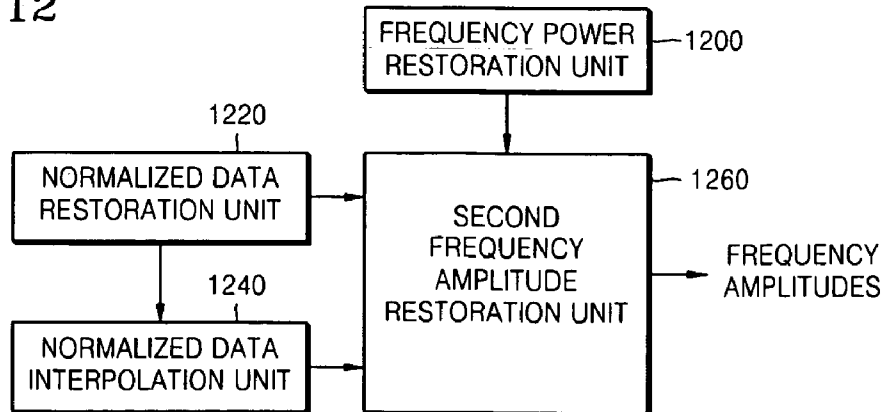 12
FREQUENCY POWER
RESTORATION UNIT
1200
1220
NORMALIZED DATA
RESTORATION UNIT
1260
SECOND
FREQUENCY
AMPLITUDE
RESTORATION UNIT
FREQUENCY
AMPLITUDES
1240
NORMALIZED DATA
INTERPOLATION UNIT